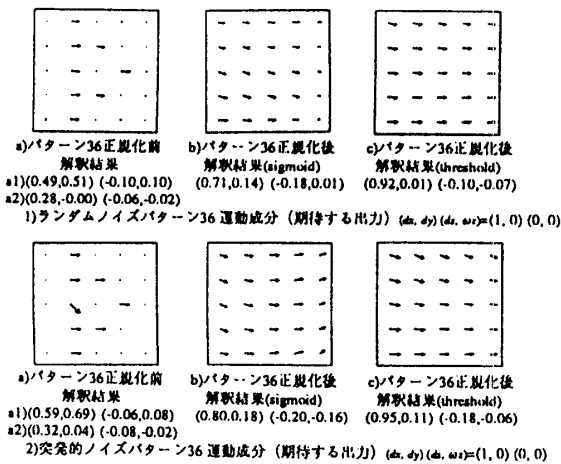 a)パターン36正規化前 b)パターン36正規化後 c)パターン36正規化後
解釈結果 解釈結果(sigmoid) 解釈結果(threshold)
a1)(0.49,0.51) (-0.10,0.10) (0.71,0.14) (-0.18,0.01) (0.92,0.01) (-0.10,-0.07)
a2)(0.28,-0.00) (-0.06,-0.02)
1)ランダムノイズパターン36 運動成分（期待する出力）(dx, dy) (ds, ωz)=(1, 0) (0, 0)
a)パターン36正規化前 b)パターン36正規化後 c)パターン36正規化後
解釈結果 解釈結果(sigmoid) 解釈結果(threshold)
a1)(0.59,0.69) (-0.06,0.08) (0.80,0.18) (-0.20,-0.16) (0.95,0.11) (-0.18,-0.06)
a2)(0.32,0.04) (-0.08,-0.02)
2)突発的ノイズパターン36 運動成分（期待する出力）(dx, dy) (ds, ωz)=(1, 0) (0, 0)